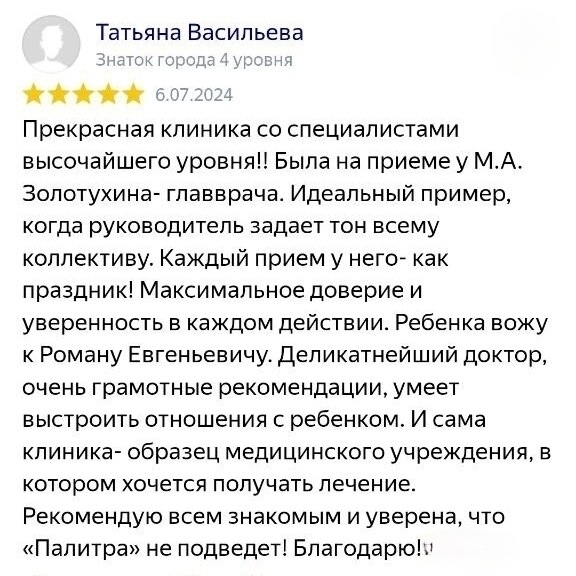 Татьяна Васильева
Знаток города 4 уровня
6.07.2024
Прекрасная клиника со специалистами
высочайшего уровня!! Была на приеме у М.А.
Золотухина- главврача. Идеальный пример,
когда руководитель задает тон всему
коллективу. Каждый прием у него- как
праздник! Максимальное доверие и
уверенность в каждом действии. Ребенка вожу
к Роману Евгеньевичу. Деликатнейший доктор,
очень грамотные рекомендации, умеет
выстроить отношения с ребенком. И сама
клиника- образец медицинского учреждения, в
котором хочется получать лечение.
Рекомендую всем знакомым и уверена, что
«Палитра» не подведет! Благодарю!